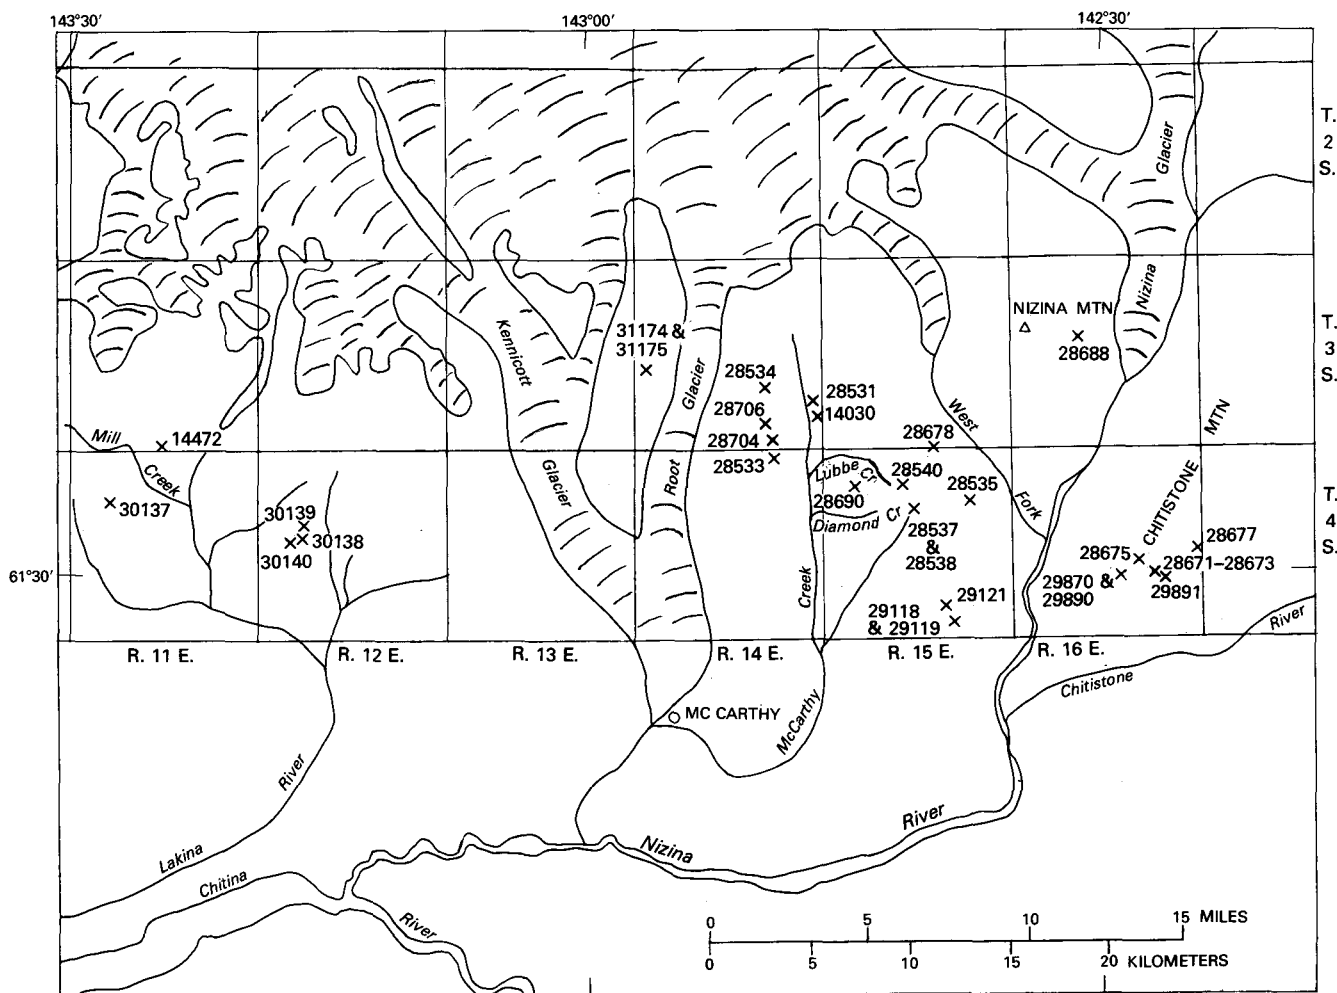 143°30'
143°00'
142°30'
T.
2
S.
Glacier
Nizina
NIZINA MTN
28688
T.
3
S.
Kennicott
Glacier
31174 &
31175
Root
Glacier
28534
28706
28704
28533
28531
14030
West
Fork
28678
MTN
CHITISTONE
Mill
Creek
14472
30137
30139
30138
30140
Lubbe Cr.
28540
28535
28690
Diamond Cr
28537
&
28538
T.
4
S.
28677
28675
28671–28673
29870 &
29890
29891
61°30'
Creek
29121
29118
& 29119
River
R. 11 E.
R. 12 E.
R. 13 E.
R. 14 E.
R. 15 E.
R. 16 E.
Chitistone
MC CARTHY
McCarthy
River
Lakina
Nizina
River
Chitina
River
0 5 10 15 MILES
0 5 10 15 20 KILOMETERS